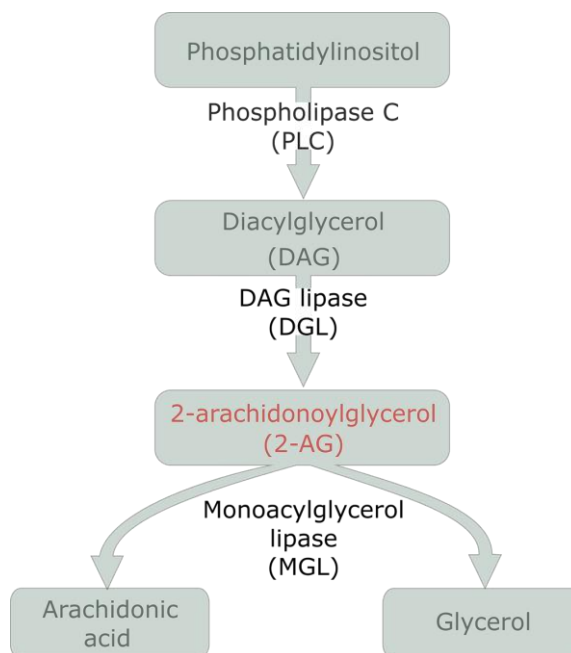 Phosphatidylinositol
Phospholipase C
(PLC)
Diacylglycerol
(DAG)
DAG lipase
(DGL)
2-arachidonoylglycerol
(2-AG)
Monoacylglycerol
lipase
(MGL)
Arachidonic
acid
Glycerol